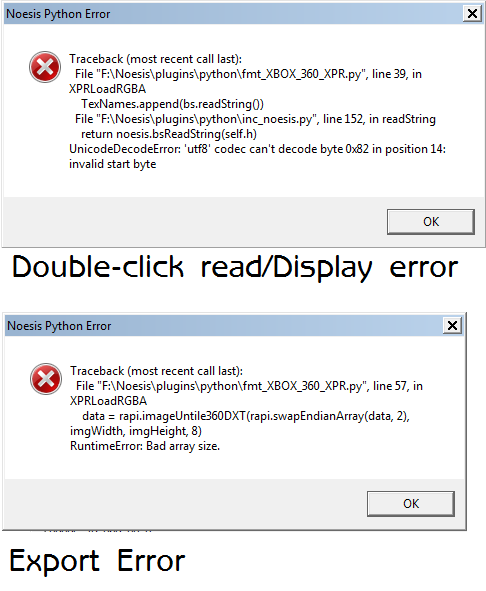 Noesis Python Error
Traceback (most recent call last):
File "F:\Noesis\plugins\python\fmt_XBOX_360_XPR.py", line 39, in
XPRLoadRGBA
TexNames.append(bs.readString())
File "F:\Noesis\plugins\python\inc_noesis.py", line 152, in readString
return noesis.bsReadString(self.h)
UnicodeDecodeError: 'utf8' codec can't decode byte 0x82 in position 14:
invalid start byte
OK
Double-click read/Display error
Noesis Python Error
Traceback (most recent call last):
File "F:\Noesis\plugins\python\fmt_XBOX_360_XPR.py", line 57, in
XPRLoadRGBA
data = rapi.imageUntile360DXT(rapi.swapEndianArray(data, 2),
imgWidth, imgHeight, 8)
RuntimeError: Bad array size.
OK
Export Error